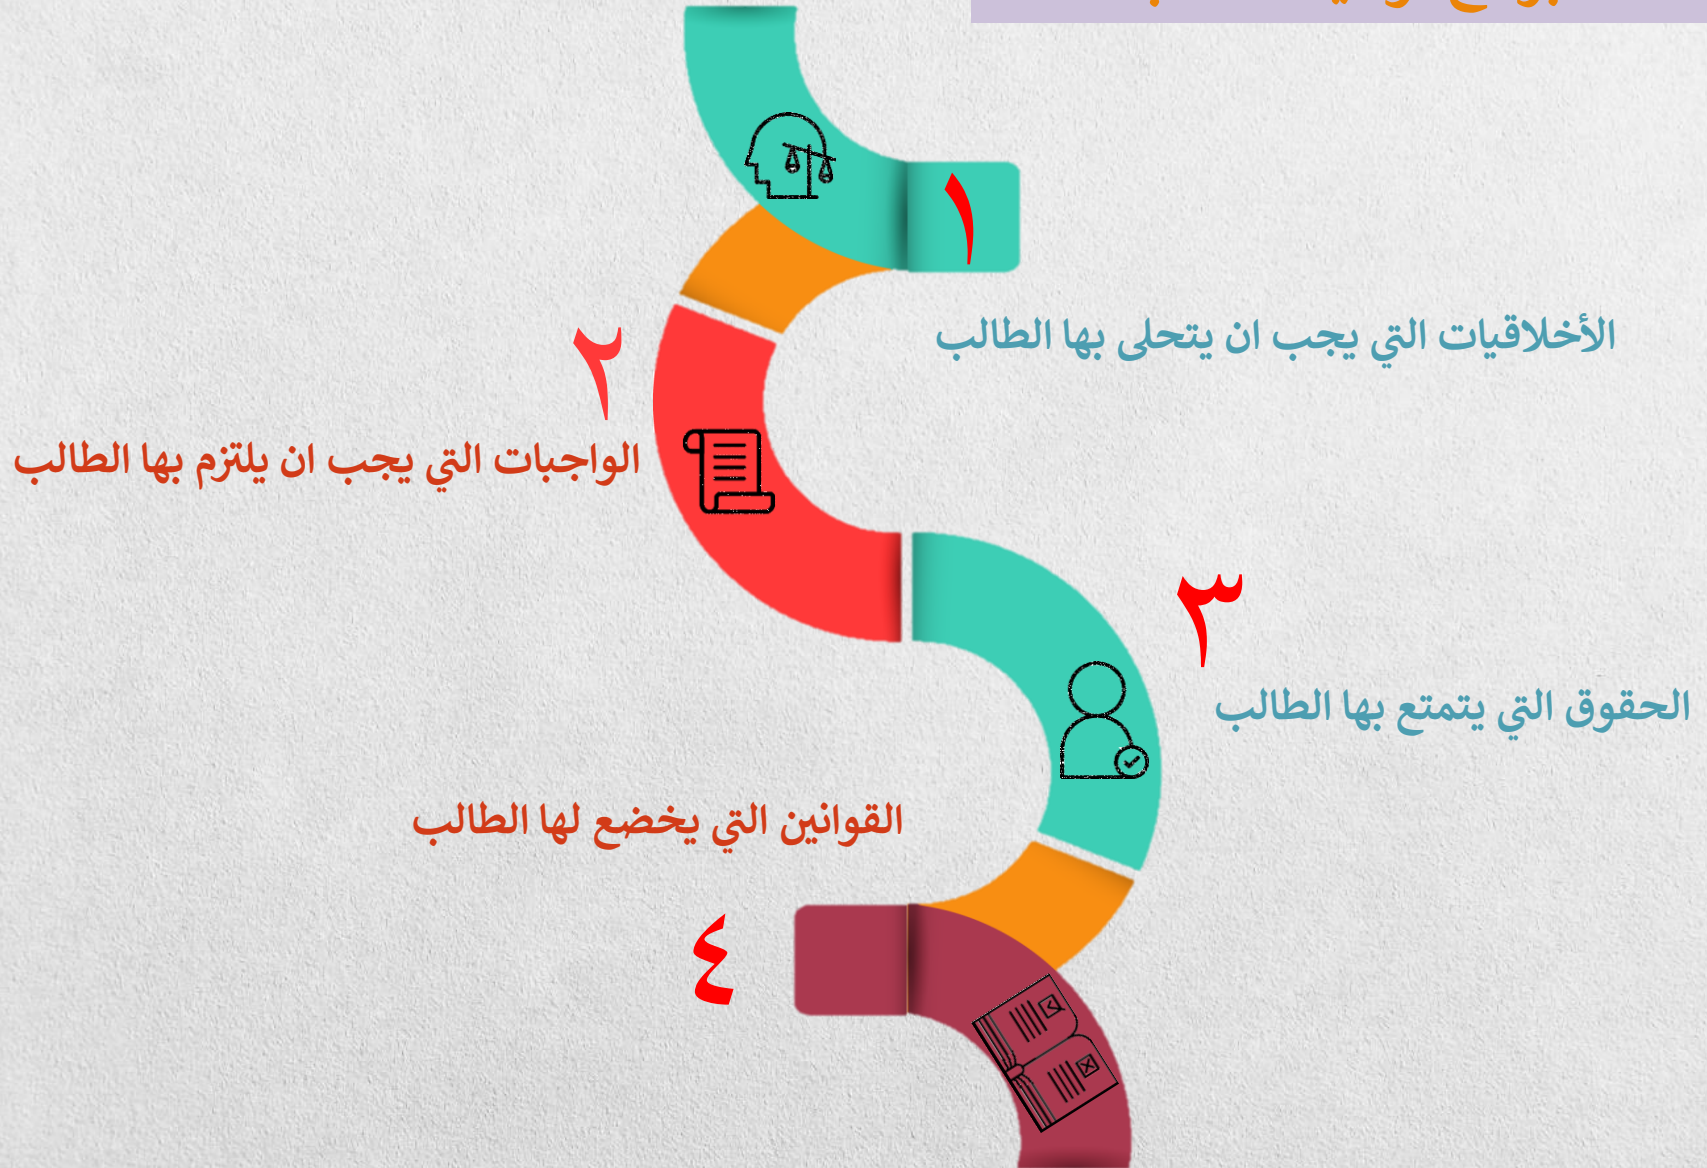 ١
الأخلاقيات التي يجب ان يتحلى بها الطالب
٢
الواجبات التي يجب ان يلتزم بها الطالب
٣
الحقوق التي يتمتع بها الطالب
القوانين التي يخضع لها الطالب
٤